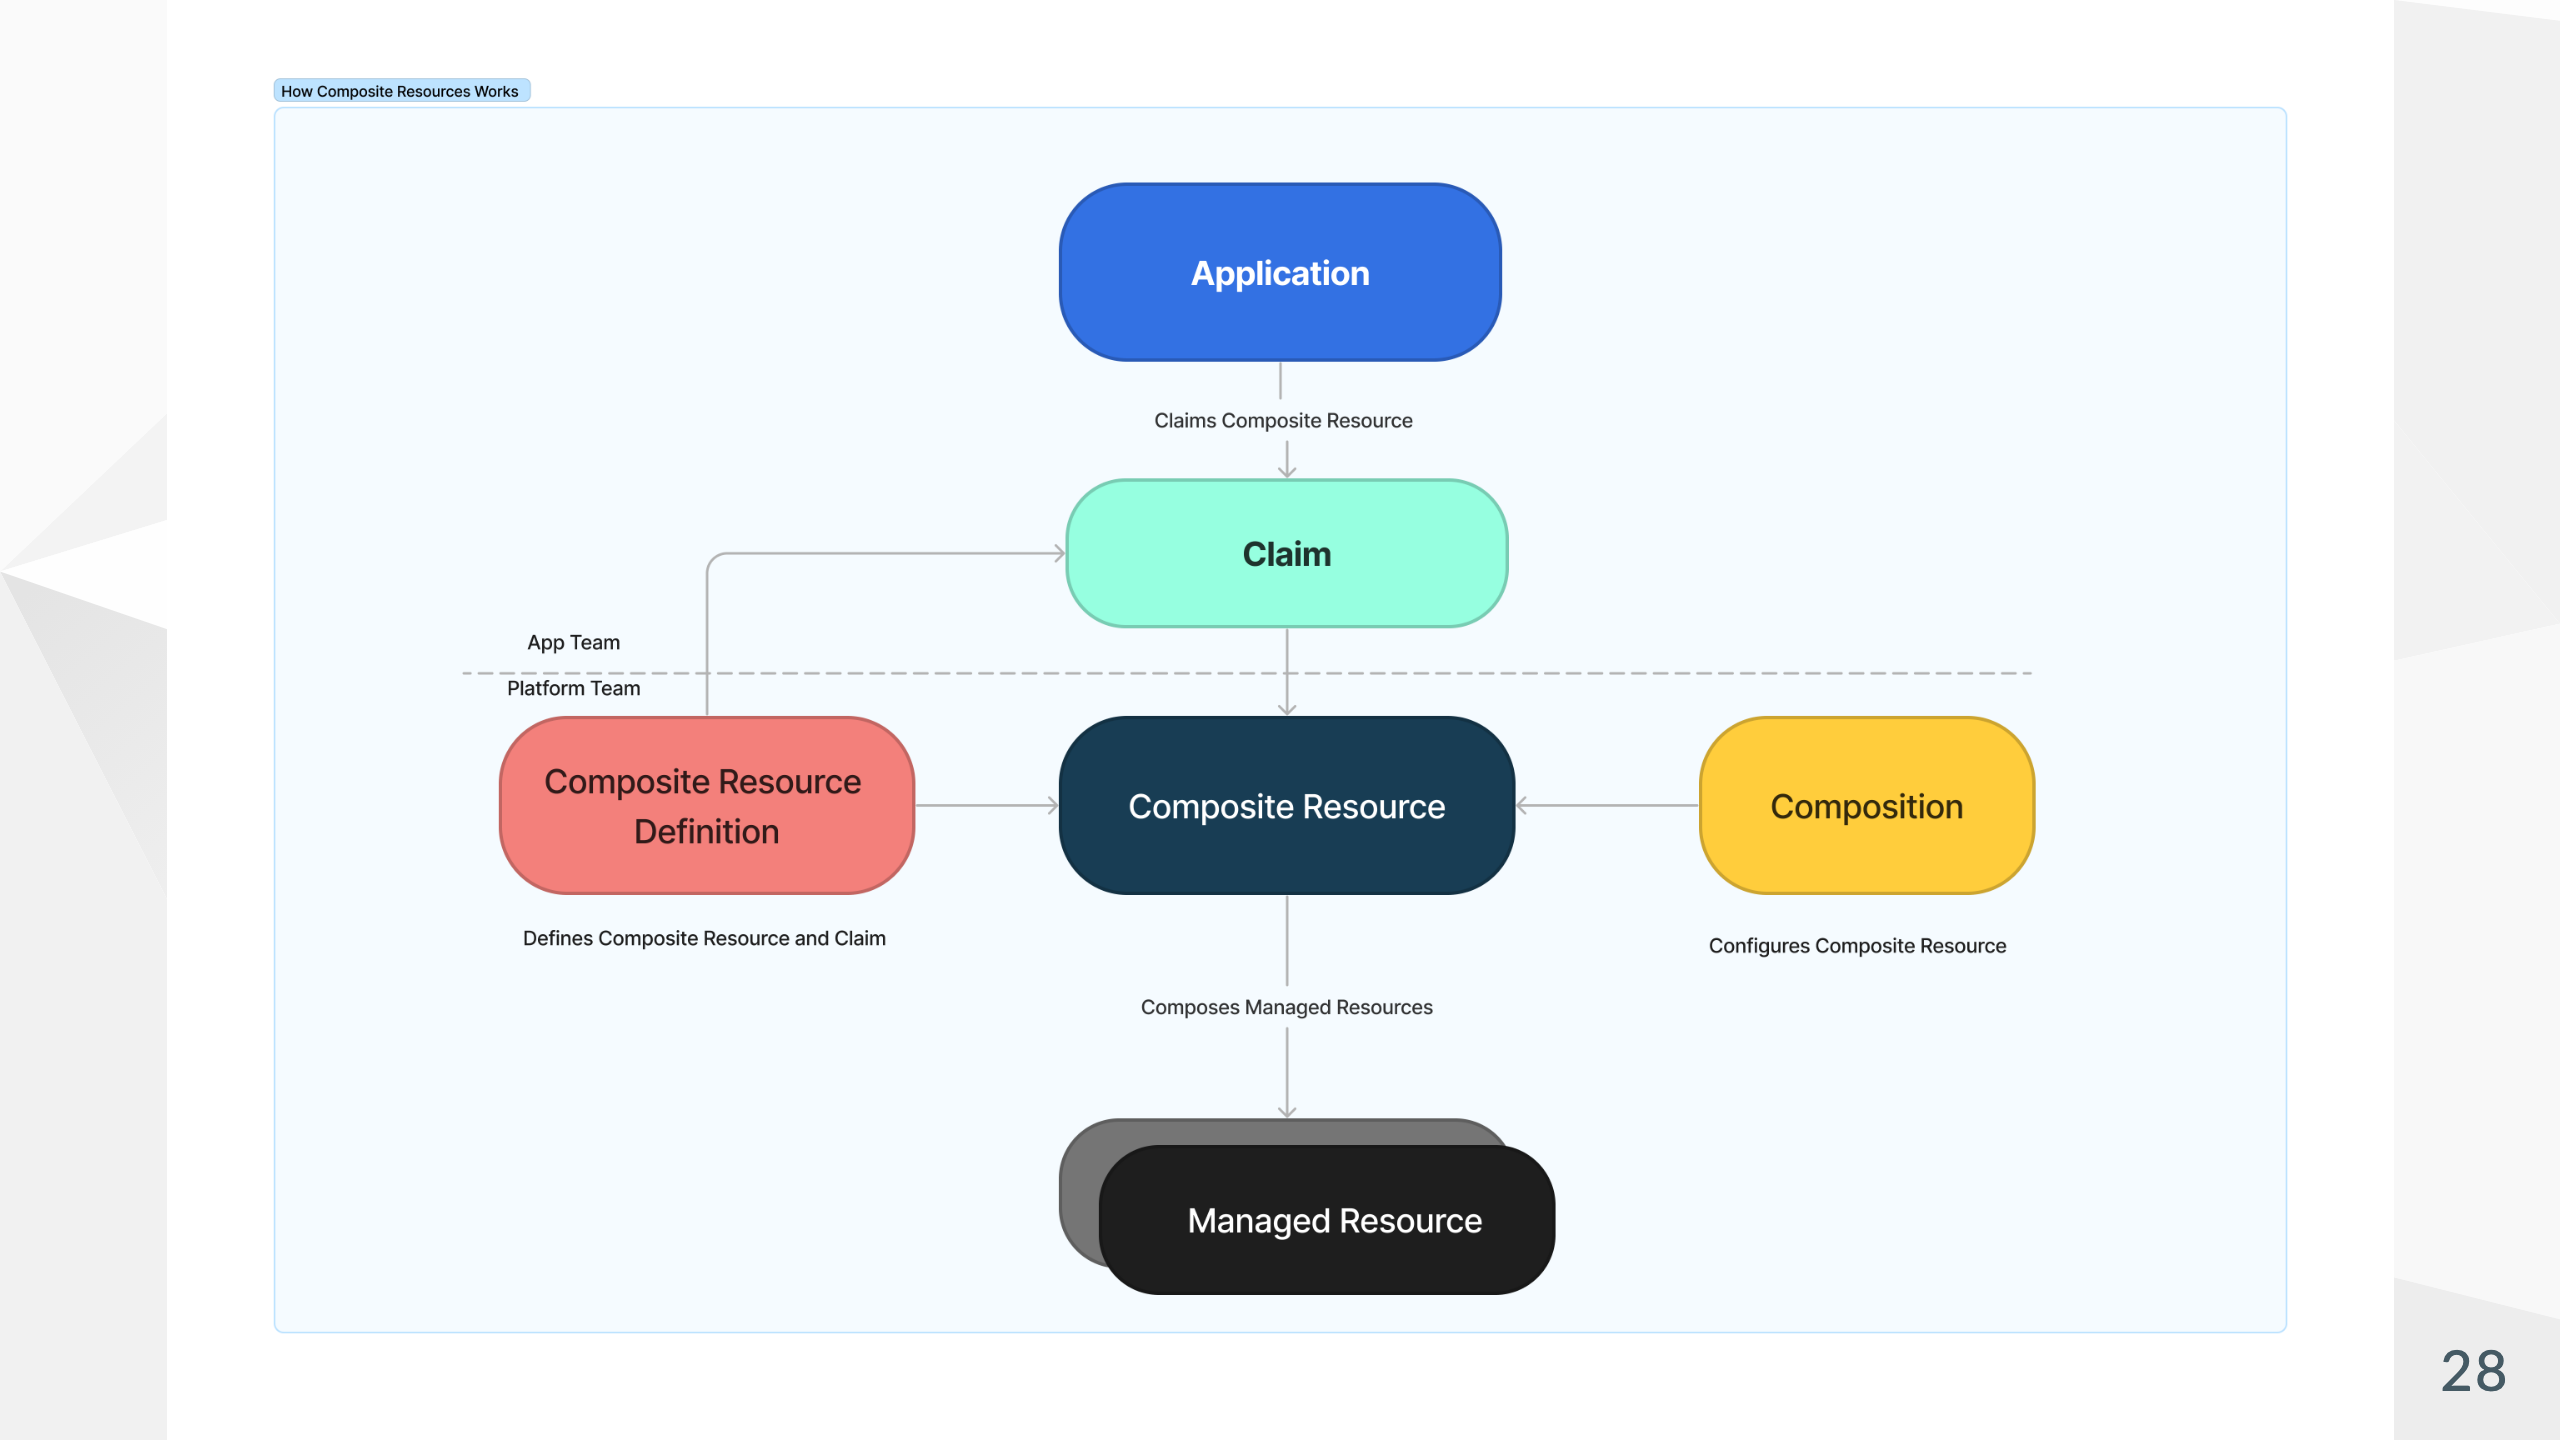 How Composite Resources Works
Application
Claims Composite Resource
Claim
App Team
Platform Team
Composite Resource
Definition
Composite Resource
Composition
Defines Composite Resource and Claim
Configures Composite Resource
Composes Managed Resources
Managed Resource
28